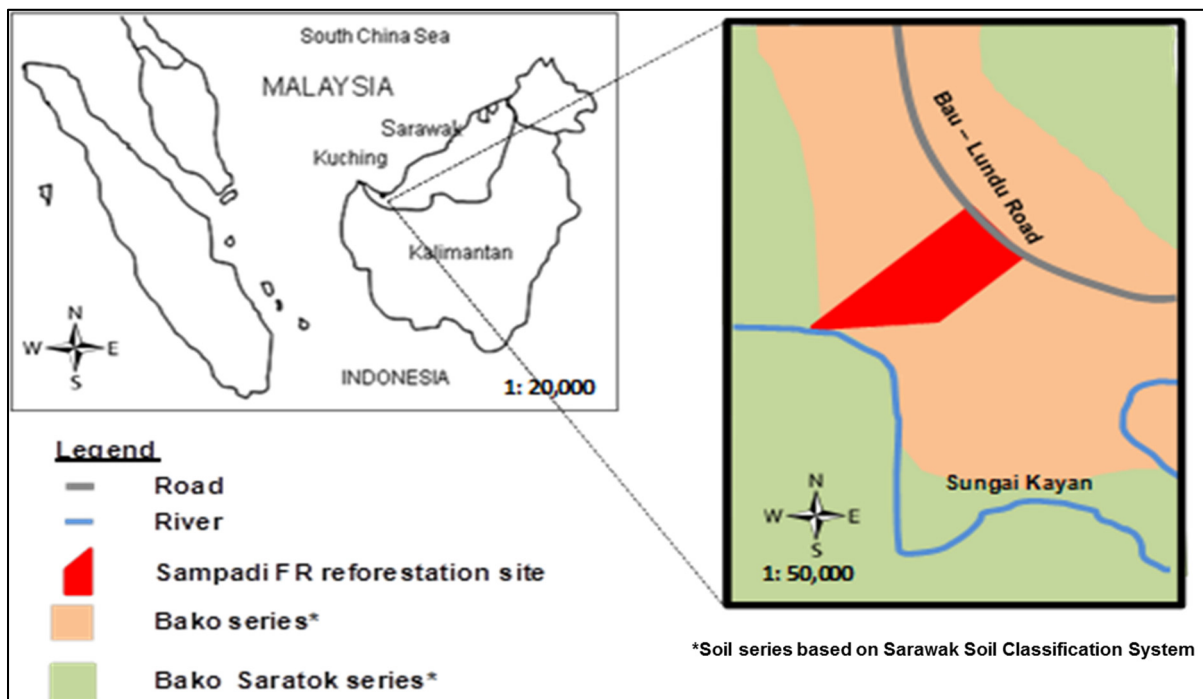 South China Sea
MALAYSIA
Sarawak
Kuching
Kalimantan
N
W E
S
INDONESIA
1: 20,000
Bau – Lundu Road
Sungai Kayan
N
W E
S
1: 50,000
Legend
Road
River
Sampadi FR reforestation site
Bako series*
Bako Saratok series*
*Soil series based on Sarawak Soil Classification System